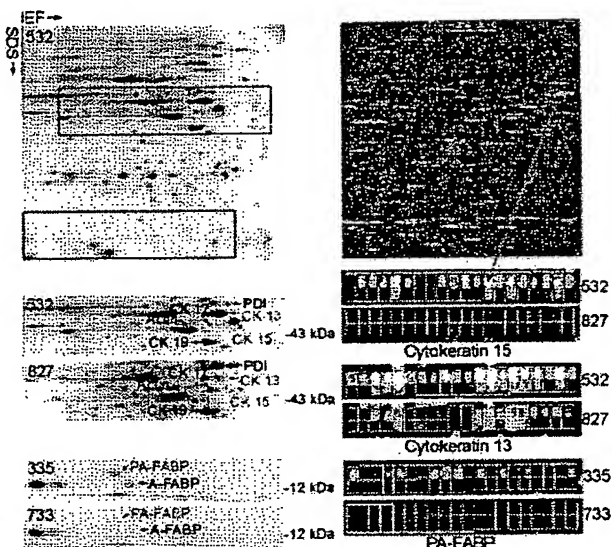 IEF→
SDS→
532
532
PDI
CK 13
-43 kDa
CK 19
CK 15
827
PDI
CK 13
CK 15
-43 kDa
335
PA-FABP
A-FABP
-12 kDa
733
PA-FABP
A-FABP
-12 kDa
532
827
Cytokeratin 15
532
827
Cytokeratin 13
335
733
PA-FABP